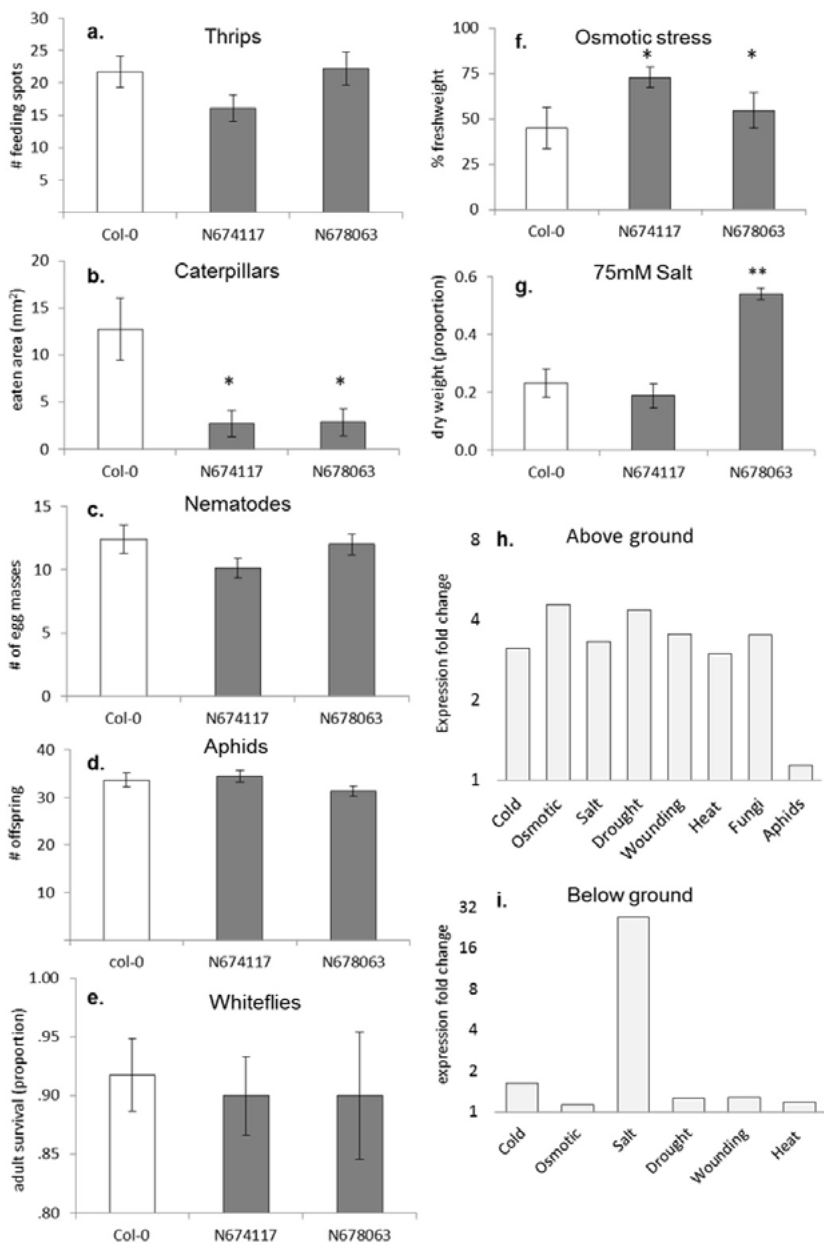 a. Thrips
# feeding spots
30
25
20
15
10
5
Col-0 N674117 N678063
b. Caterpillars
eaten area (mm²)
20
15
10
5
0
* *
Col-0 N674117 N678063
c. Nematodes
# of egg masses
15
10
5
0
Col-0 N674117 N678063
d. Aphids
# offspring
40
30
20
10
col-0 N674117 N678063
e. Whiteflies
adult survival (proportion)
1.00
.95
.90
.85
.80
Col-0 N674117 N678063
f. Osmotic stress
% freshweight
100
75
50
25
0
* *
Col-0 N674117 N678063
g. 75mM Salt
dry weight (proportion)
0.6
0.4
0.2
0.0
**
Col-0 N674117 N678063
h. Above ground
Expression fold change
8
4
2
1
Cold Osmotic Salt Drought Wounding Heat Fungi Aphids
i. Below ground
expression fold change
32
16
8
4
2
1
Cold Osmotic Salt Drought Wounding Heat